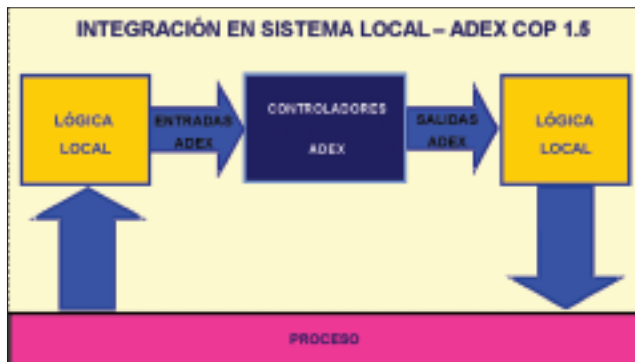 INTEGRACIÓN EN SISTEMA LOCAL – ADEX COP 1.5
LÓGICA
LOCAL
ENTRADAS
ADEX
CONTROLADORES
ADEX
SALIDAS
ADEX
LÓGICA
LOCAL
PROCESO